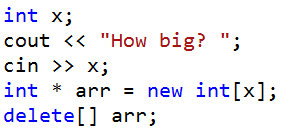 int x;
cout << "How big? ";
cin >> x;
int * arr = new int[x];
delete[] arr;